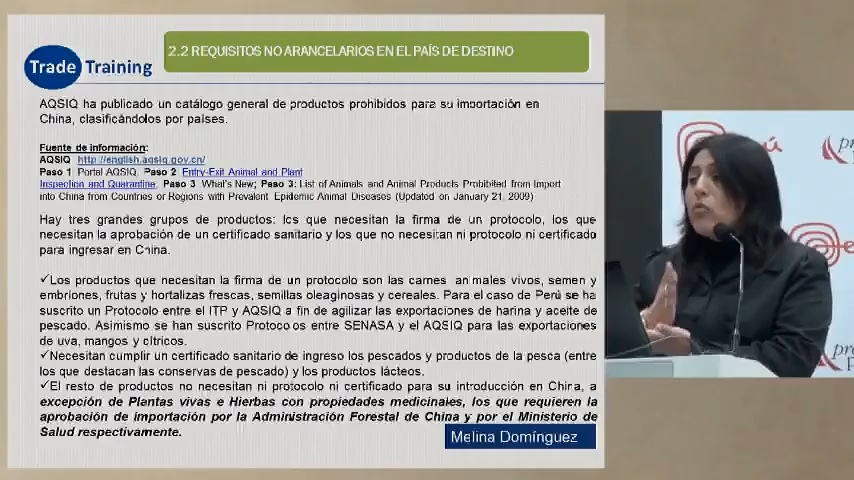 2.2 REQUISITOS NO ARANCELARIOS EN EL PAÍS DE DESTINO
Trade Training
AQSIQ ha publicado un catálogo general de productos prohibidos para su importación en
China, clasificándolos por países.
Fuente de información:
AQSIQ http://english.aqsiq.gov.cn/
Paso 1 Portal AQSIQ, Paso 2 Entry-Exit Animal and Plant
Inspection and Quarantine, Paso 3 What's New; Paso 3: List of Animals and Animal Products Prohibited from Import
into China from Countries or Regions with Prevalent Epidemic Animal Diseases (Updated on January 21, 2009)
Hay tres grandes grupos de productos: los que necesitan la firma de un protocolo, los que
necesitan la aprobación de un certificado sanitario y los que no necesitan ni protocolo ni certificado
para ingresar en China.
✓Los productos que necesitan la firma de un protocolo son las carnes animales vivos, semen y
embriones, frutas y hortalizas frescas, semillas oleaginosas y cereales. Para el caso de Perú se ha
suscrito un Protocolo entre el ITP y AQSIQ a fin de agilizar las exportaciones de harina y aceite de
pescado. Asimismo se han suscrito Protocolos entre SENASA y el AQSIQ para las exportaciones
de uva, mangos y cítricos.
✓Necesitan cumplir un certificado sanitario de ingreso los pescados y productos de la pesca (entre
los que destacan las conservas de pescado) y los productos lácteos.
✓El resto de productos no necesitan ni protocolo ni certificado para su introducción en China, a
excepción de Plantas vivas e Hierbas con propiedades medicinales, los que requieren la
aprobación de importación por la Administración Forestal de China y por el Ministerio de
Salud respectivamente.
Melina Domínguez